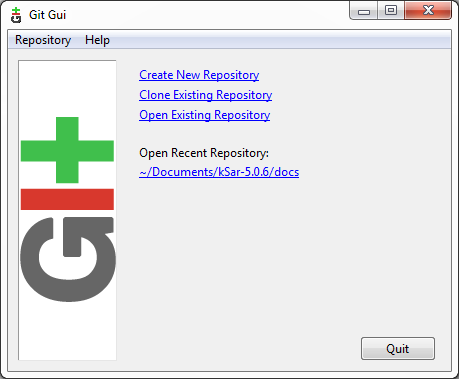 Git Gui
Repository Help
Create New Repository
Clone Existing Repository
Open Existing Repository
Open Recent Repository:
~/Documents/kSar-5.0.6/docs
GIt
Quit